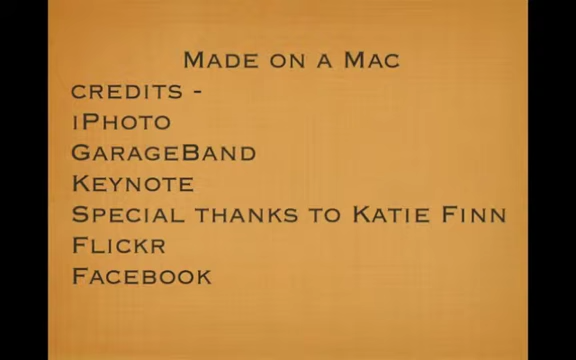 Made on a Mac
credits -
iPhoto
GarageBand
Keynote
Special thanks to Katie Finn
Flickr
Facebook